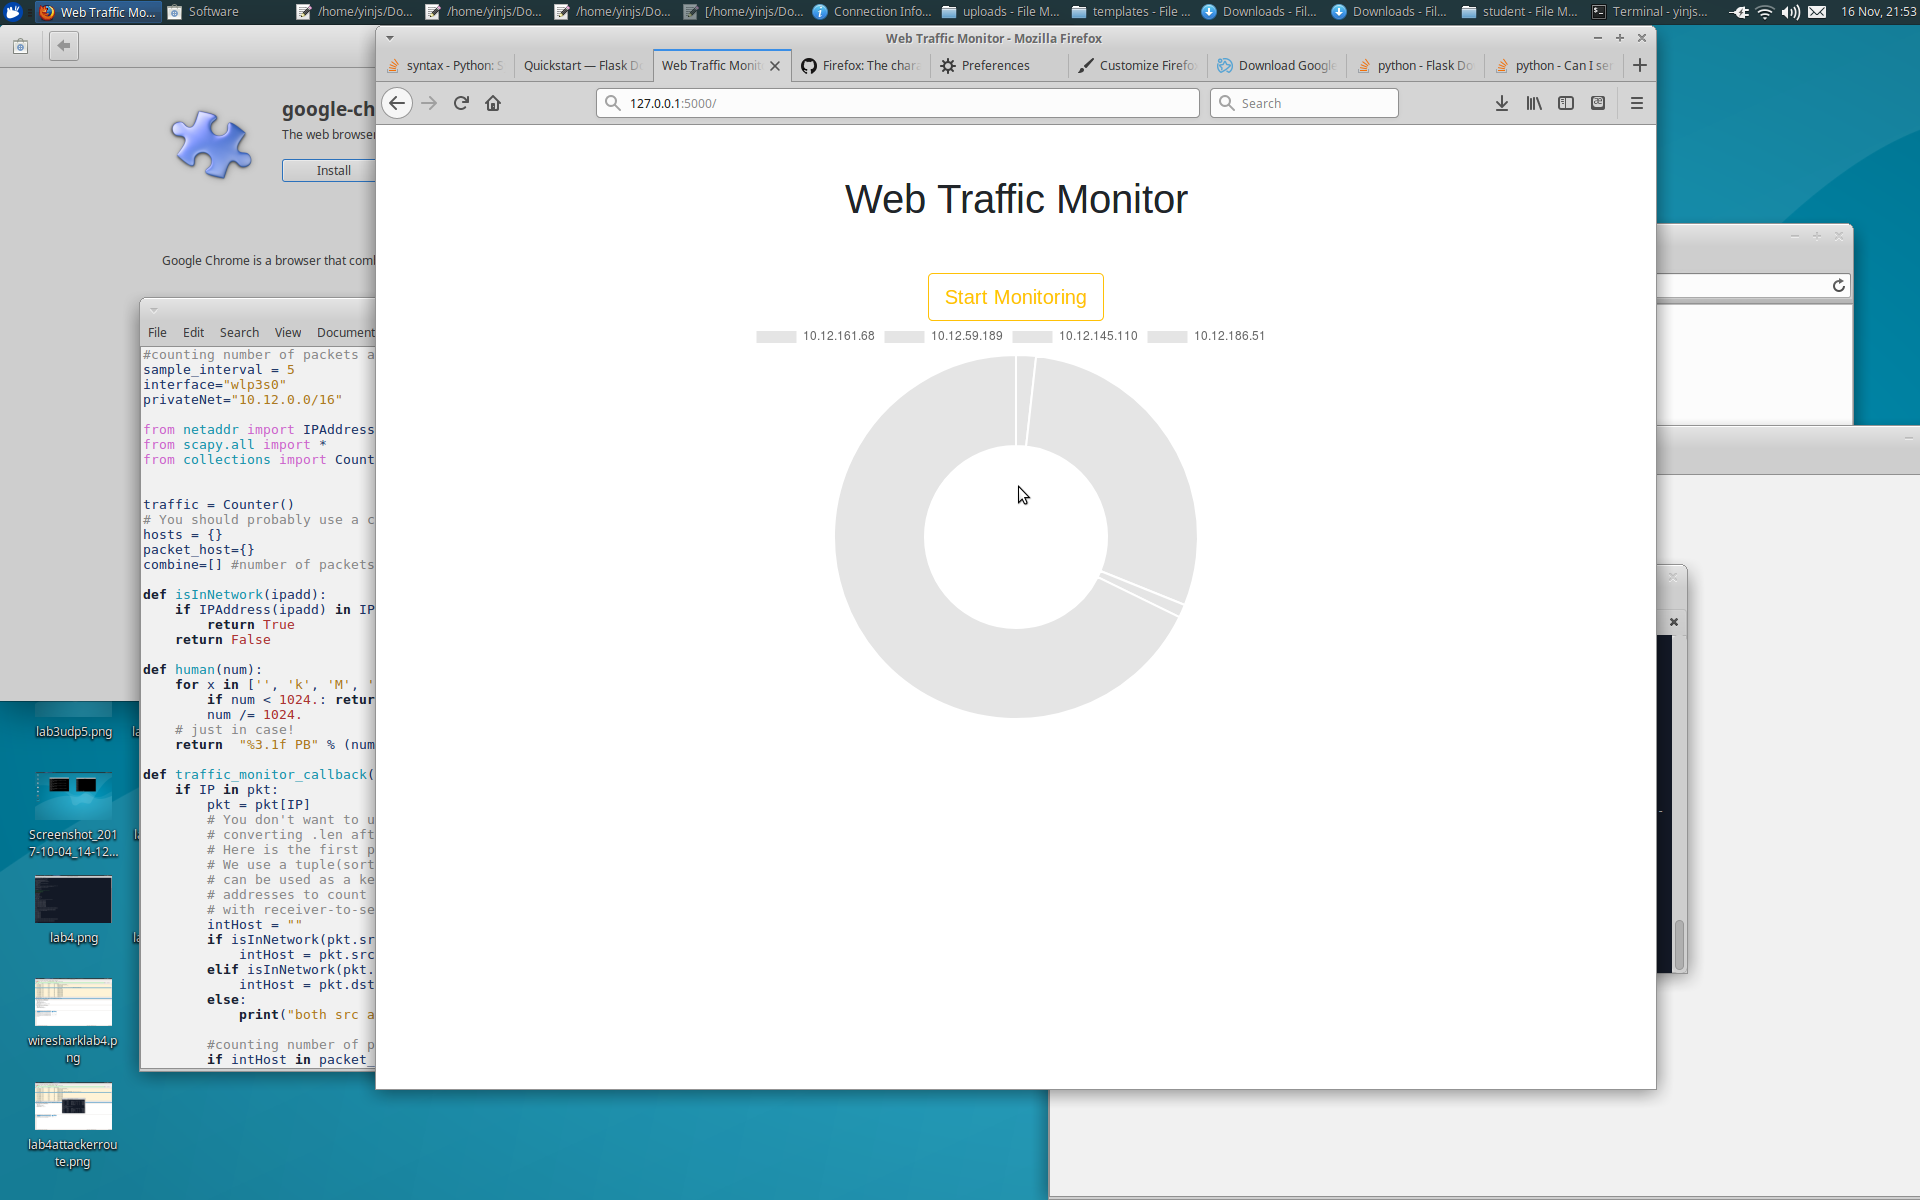 Web Traffic Mo...
Software
/home/yinjs/Do...
/home/yinjs/Do...
/home/yinjs/Do...
[/home/yinjs/Do...
Connection Info...
uploads - File M...
templates - File ...
Downloads - Fil...
Downloads - Fil...
student - File M...
Terminal - yinjs...
16 Nov, 21:53
Web Traffic Monitor - Mozilla Firefox
syntax - Python: S
Quickstart — Flask D
Web Traffic Monit
Firefox: The chara
Preferences
Customize Firefox
Download Google
python - Flask Do
python - Can I ser
127.0.0.1:5000/
Search
google-ch
The web browser
Install
Google Chrome is a browser that com
Web Traffic Monitor
Start Monitoring
10.12.161.68
10.12.59.189
10.12.145.110
10.12.186.51
File Edit Search View Document
#counting number of packets a
sample_interval = 5
interface="wlp3s0"
privateNet="10.12.0.0/16"
from netaddr import IPAddress
from scapy.all import *
from collections import Count
traffic = Counter()
# You should probably use a c
hosts = {}
packet_host={}
combine=[] #number of packets
def isInNetwork(ipadd):
if IPAddress(ipadd) in IP
return True
return False
def human(num):
for x in ['', 'k', 'M', '
if num < 1024.: retur
num /= 1024.
# just in case!
return "%3.1f PB" % (num
def traffic_monitor_callback(
if IP in pkt:
pkt = pkt[IP]
# You don't want to u
# converting .len aft
# Here is the first p
# We use a tuple(sort
# can be used as a ke
# addresses to count
# with receiver-to-se
intHost = ""
if isInNetwork(pkt.sr
intHost = pkt.src
elif isInNetwork(pkt.
intHost = pkt.dst
else:
print("both src a
#counting number of p
if intHost in packet_
lab3udp5.png
Screenshot_201
7-10-04_14-12...
lab4.png
wiresharklab4.p
ng
lab4attackerrou
te.png